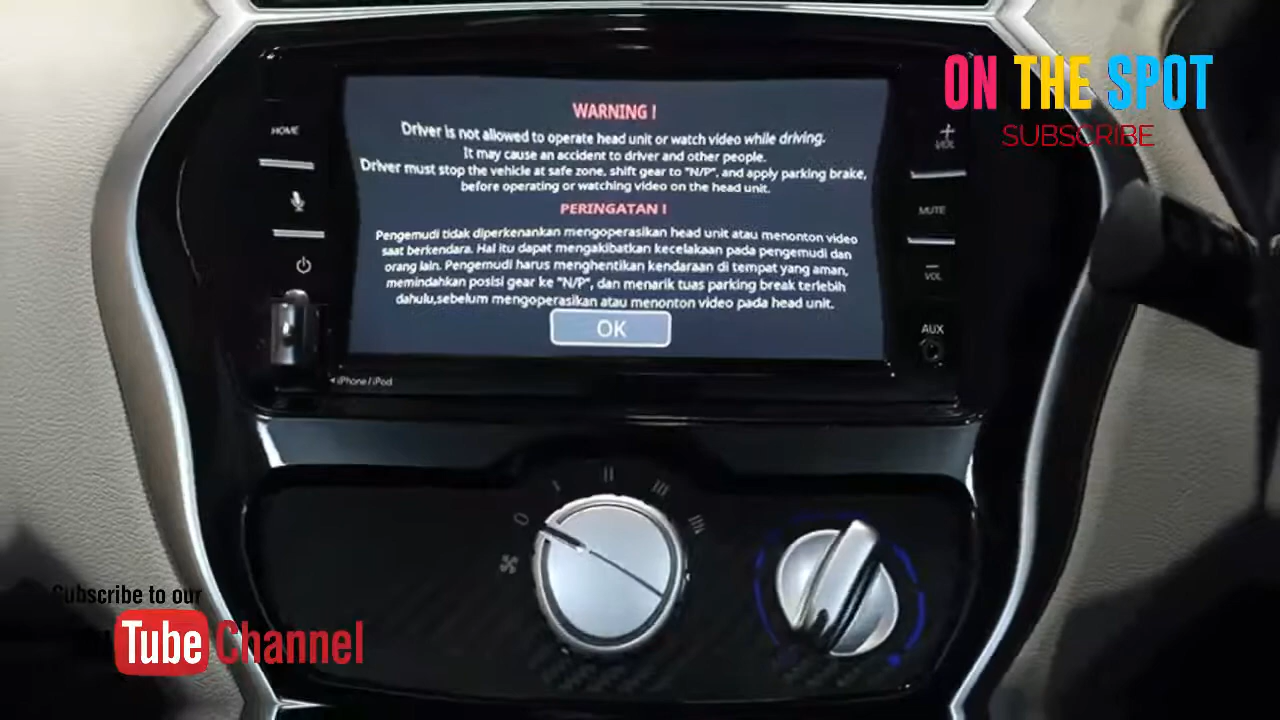 ON THE SPOT
SUBSCRIBE
WARNING !
Driver is not allowed to operate head unit or watch video while driving.
It may cause an accident to driver and other people.
Driver must stop the vehicle at safe zone, shift gear to "N/P", and apply parking brake,
before operating or watching video on the head unit.
PERINGATAN !
Pengemudi tidak diperkenankan mengoperasikan head unit atau menonton video
saat berkendara. Hal itu dapat mengakibatkan kecelakaan pada pengemudi dan
orang lain. Pengemudi harus menghentikan kendaraan di tempat yang aman,
memindahkan posisi gear ke "N/P", dan menarik tuas parking break terlebih
dahulu,sebelum mengoperasikan atau menonton video pada head unit.
OK
HOME
+
VOL
MUTE
−
VOL
AUX
iPhone / iPod
0 I II III IIII
Subscribe to our
Tube Channel